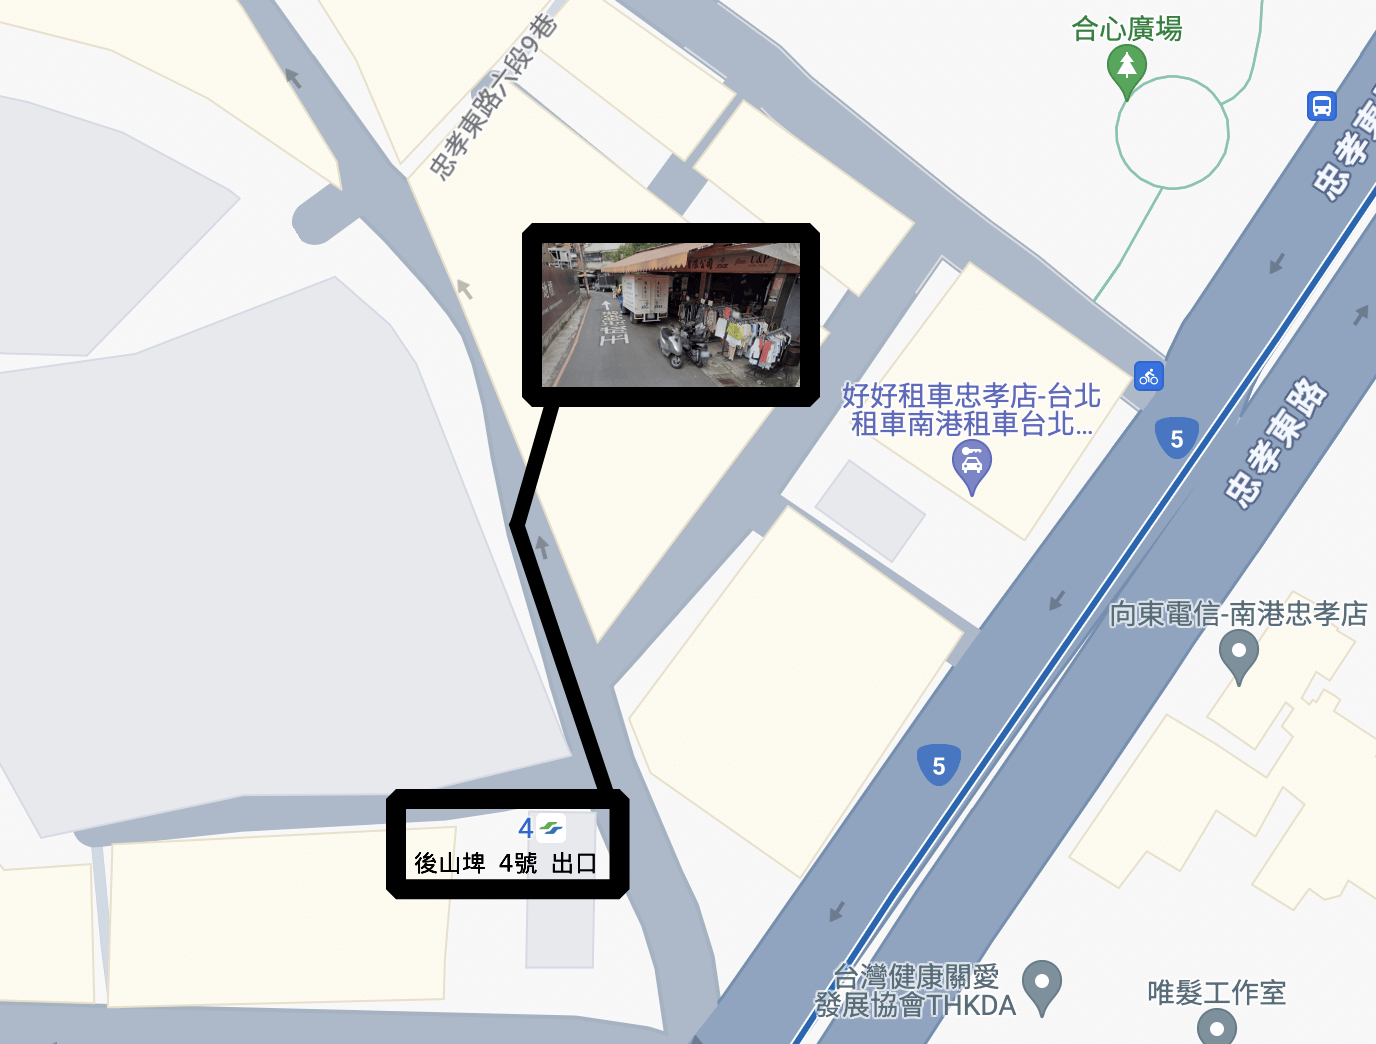 合心廣場
忠孝東路六段9巷
忠孝東
好好租車忠孝店-台北
租車南港租車台北...
5
忠孝東路
向東電信-南港忠孝店
5
4
後山埤 4號 出口
台灣健康關愛
發展協會THKDA
唯髮工作室